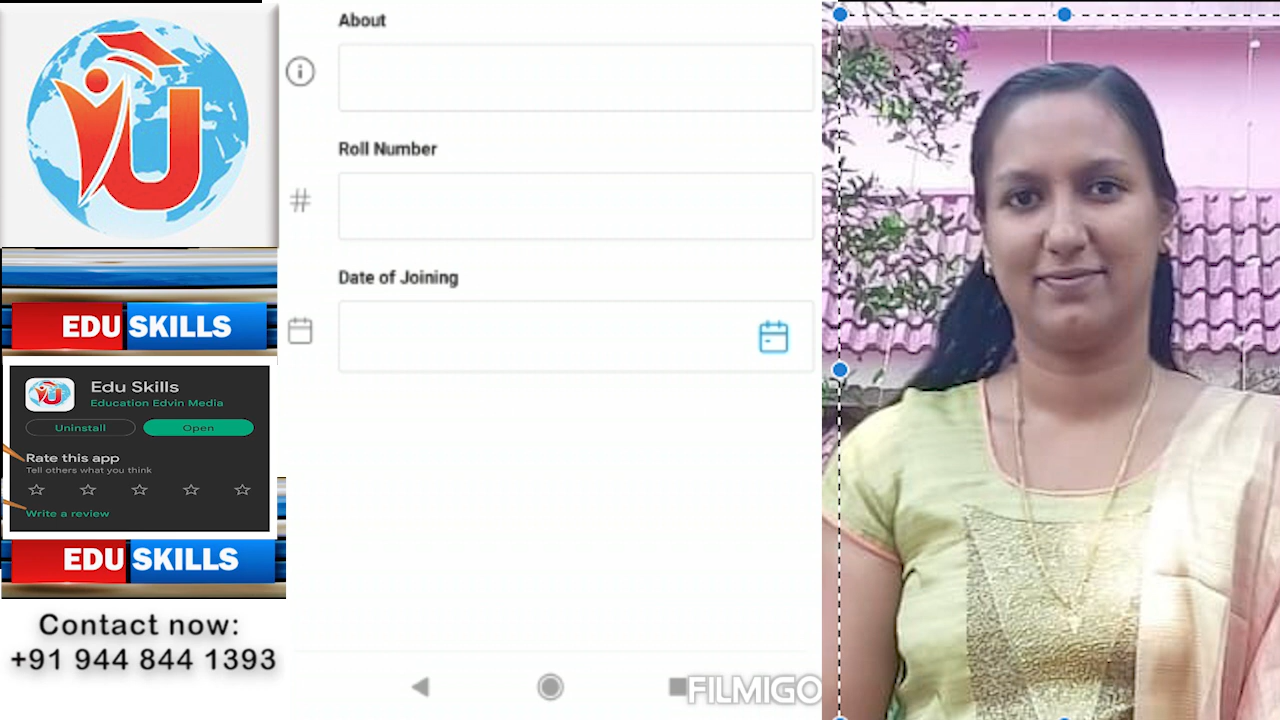 U
EDU SKILLS
Edu Skills
Education Edvin Media
Uninstall
Open
Rate this app
Tell others what you think
Write a review
EDU SKILLS
Contact now:
+91 944 844 1393
About
Roll Number
#
Date of Joining
FILMIGO